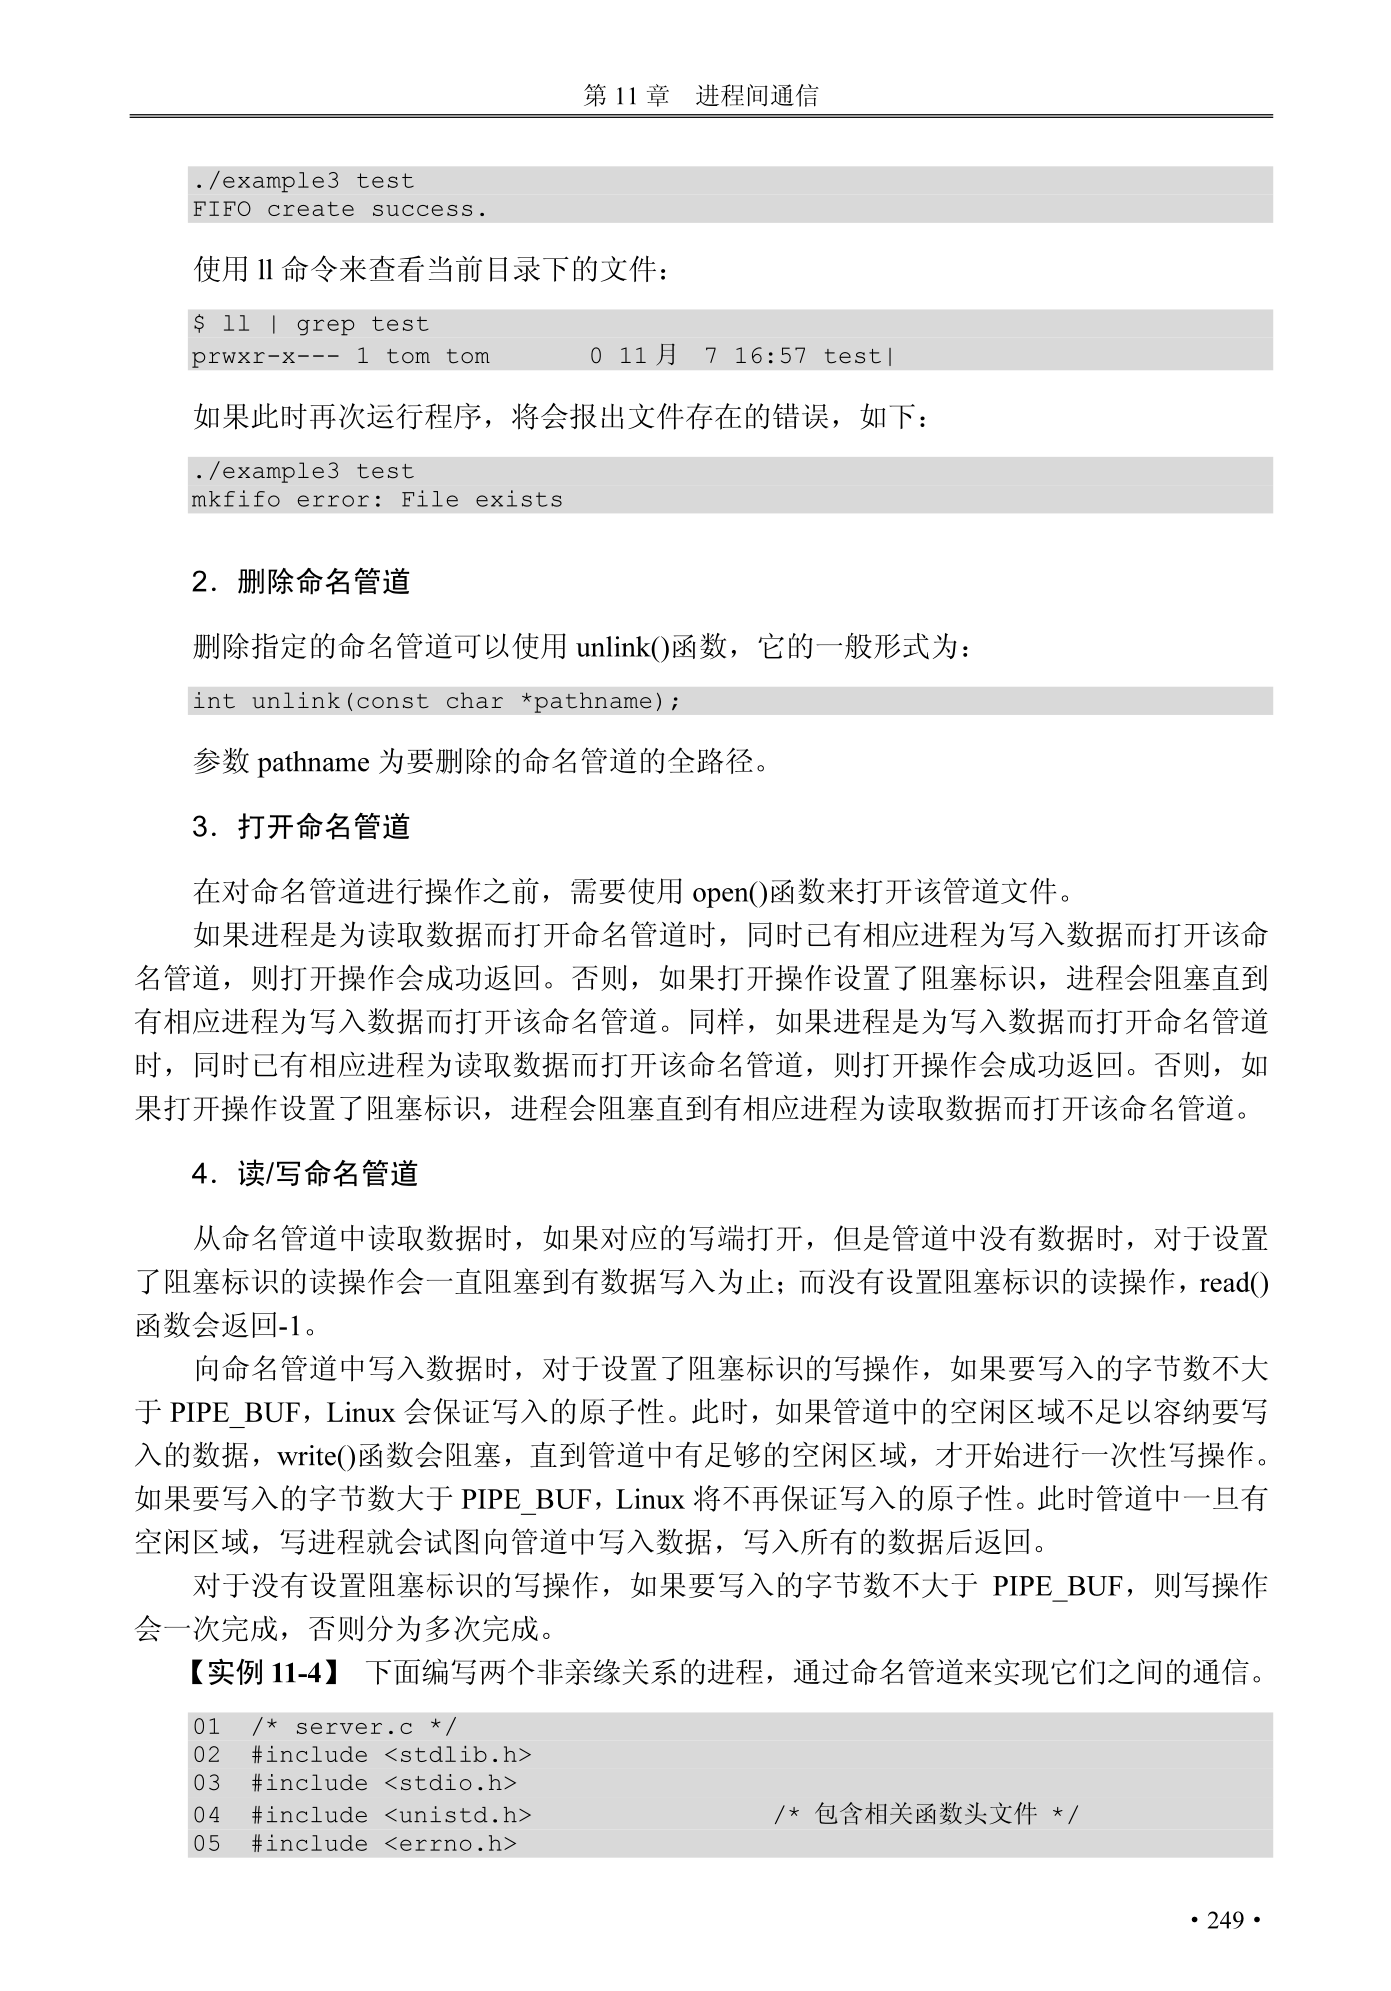 第 11 章　进程间通信
./example3 test
FIFO create success.
使用 ll 命令来查看当前目录下的文件：
$ ll | grep test
prwxr-x--- 1 tom tom       0 11月  7 16:57 test|
如果此时再次运行程序，将会报出文件存在的错误，如下：
./example3 test
mkfifo error: File exists
2．删除命名管道
删除指定的命名管道可以使用 unlink()函数，它的一般形式为：
int unlink(const char *pathname);
参数 pathname 为要删除的命名管道的全路径。
3．打开命名管道
在对命名管道进行操作之前，需要使用 open()函数来打开该管道文件。
如果进程是为读取数据而打开命名管道时，同时已有相应进程为写入数据而打开该命
名管道，则打开操作会成功返回。否则，如果打开操作设置了阻塞标识，进程会阻塞直到
有相应进程为写入数据而打开该命名管道。同样，如果进程是为写入数据而打开命名管道
时，同时已有相应进程为读取数据而打开该命名管道，则打开操作会成功返回。否则，如
果打开操作设置了阻塞标识，进程会阻塞直到有相应进程为读取数据而打开该命名管道。
4．读/写命名管道
从命名管道中读取数据时，如果对应的写端打开，但是管道中没有数据时，对于设置
了阻塞标识的读操作会一直阻塞到有数据写入为止；而没有设置阻塞标识的读操作，read()
函数会返回-1。
向命名管道中写入数据时，对于设置了阻塞标识的写操作，如果要写入的字节数不大
于 PIPE_BUF，Linux 会保证写入的原子性。此时，如果管道中的空闲区域不足以容纳要写
入的数据，write()函数会阻塞，直到管道中有足够的空闲区域，才开始进行一次性写操作。
如果要写入的字节数大于 PIPE_BUF，Linux 将不再保证写入的原子性。此时管道中一旦有
空闲区域，写进程就会试图向管道中写入数据，写入所有的数据后返回。
对于没有设置阻塞标识的写操作，如果要写入的字节数不大于 PIPE_BUF，则写操作
会一次完成，否则分为多次完成。
【实例 11-4】　下面编写两个非亲缘关系的进程，通过命名管道来实现它们之间的通信。
01  /* server.c */
02  #include <stdlib.h>
03  #include <stdio.h>
04  #include <unistd.h>                /* 包含相关函数头文件 */
05  #include <errno.h>
• 249 •